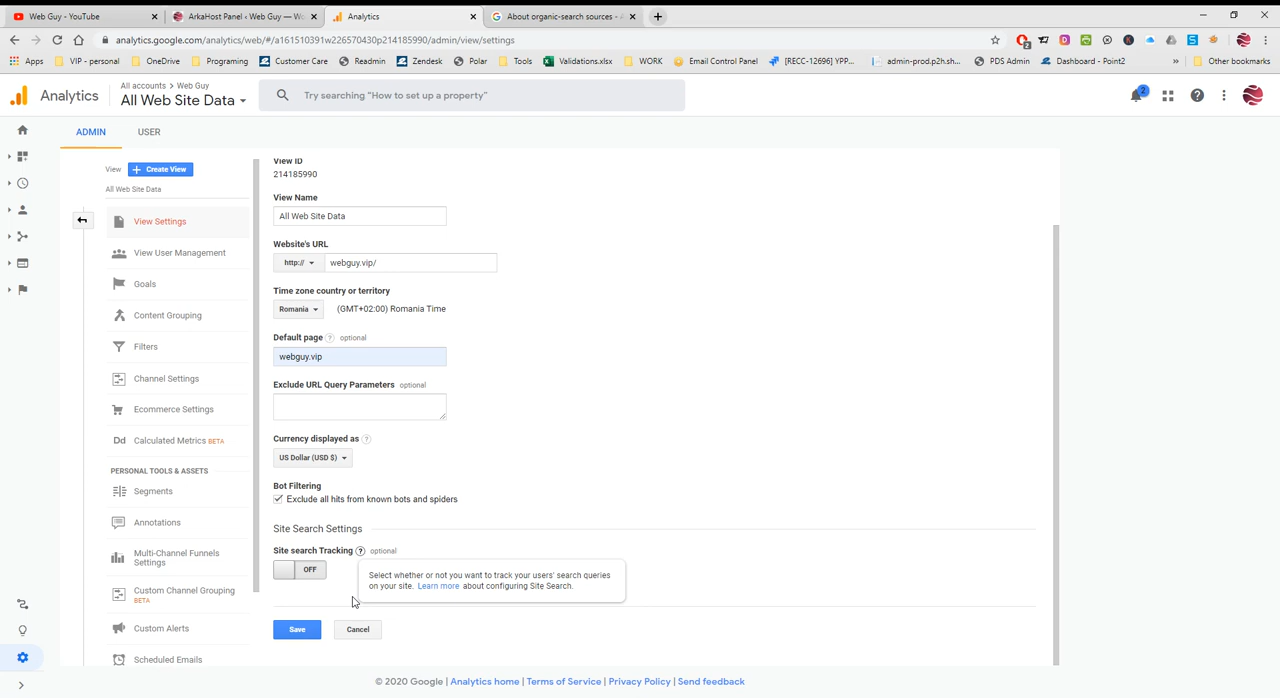 Web Guy - YouTube
ArkaHost Panel ‹ Web Guy — Wo
Analytics
About organic-search sources - A
analytics.google.com/analytics/web/#/a161510391w226570430p214185990/admin/view/settings
Apps
VIP - personal
OneDrive
Programing
Customer Care
Readmin
Zendesk
Polar
Tools
Validations.xlsx
WORK
Email Control Panel
[RECC-12696] YPP...
admin-prod.p2h.sh...
PDS Admin
Dashboard - Point2
»
Other bookmarks
Analytics
All accounts > Web Guy
All Web Site Data
Try searching "How to set up a property"
2
ADMIN
USER
View
+ Create View
All Web Site Data
View Settings
View User Management
Goals
Content Grouping
Filters
Channel Settings
Ecommerce Settings
Dd Calculated Metrics BETA
PERSONAL TOOLS & ASSETS
Segments
Annotations
Multi-Channel Funnels
Settings
Custom Channel Grouping
BETA
Custom Alerts
Scheduled Emails
View ID
214185990
View Name
All Web Site Data
Website's URL
http://
webguy.vip/
Time zone country or territory
Romania
(GMT+02:00) Romania Time
Default page ? optional
webguy.vip
Exclude URL Query Parameters optional
Currency displayed as ?
US Dollar (USD $)
Bot Filtering
Exclude all hits from known bots and spiders
Site Search Settings
Site search Tracking ? optional
OFF
Select whether or not you want to track your users' search queries
on your site. Learn more about configuring Site Search.
Save
Cancel
© 2020 Google | Analytics home | Terms of Service | Privacy Policy | Send feedback